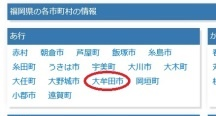 福岡県の各市町村の情報
あ行
赤村 朝倉市 芦屋町 飯塚市 糸島市
糸田町 うきは市 宇美町 大川市 大木町
大任町 大野城市 大牟田市 岡垣町
小郡市 遠賀町